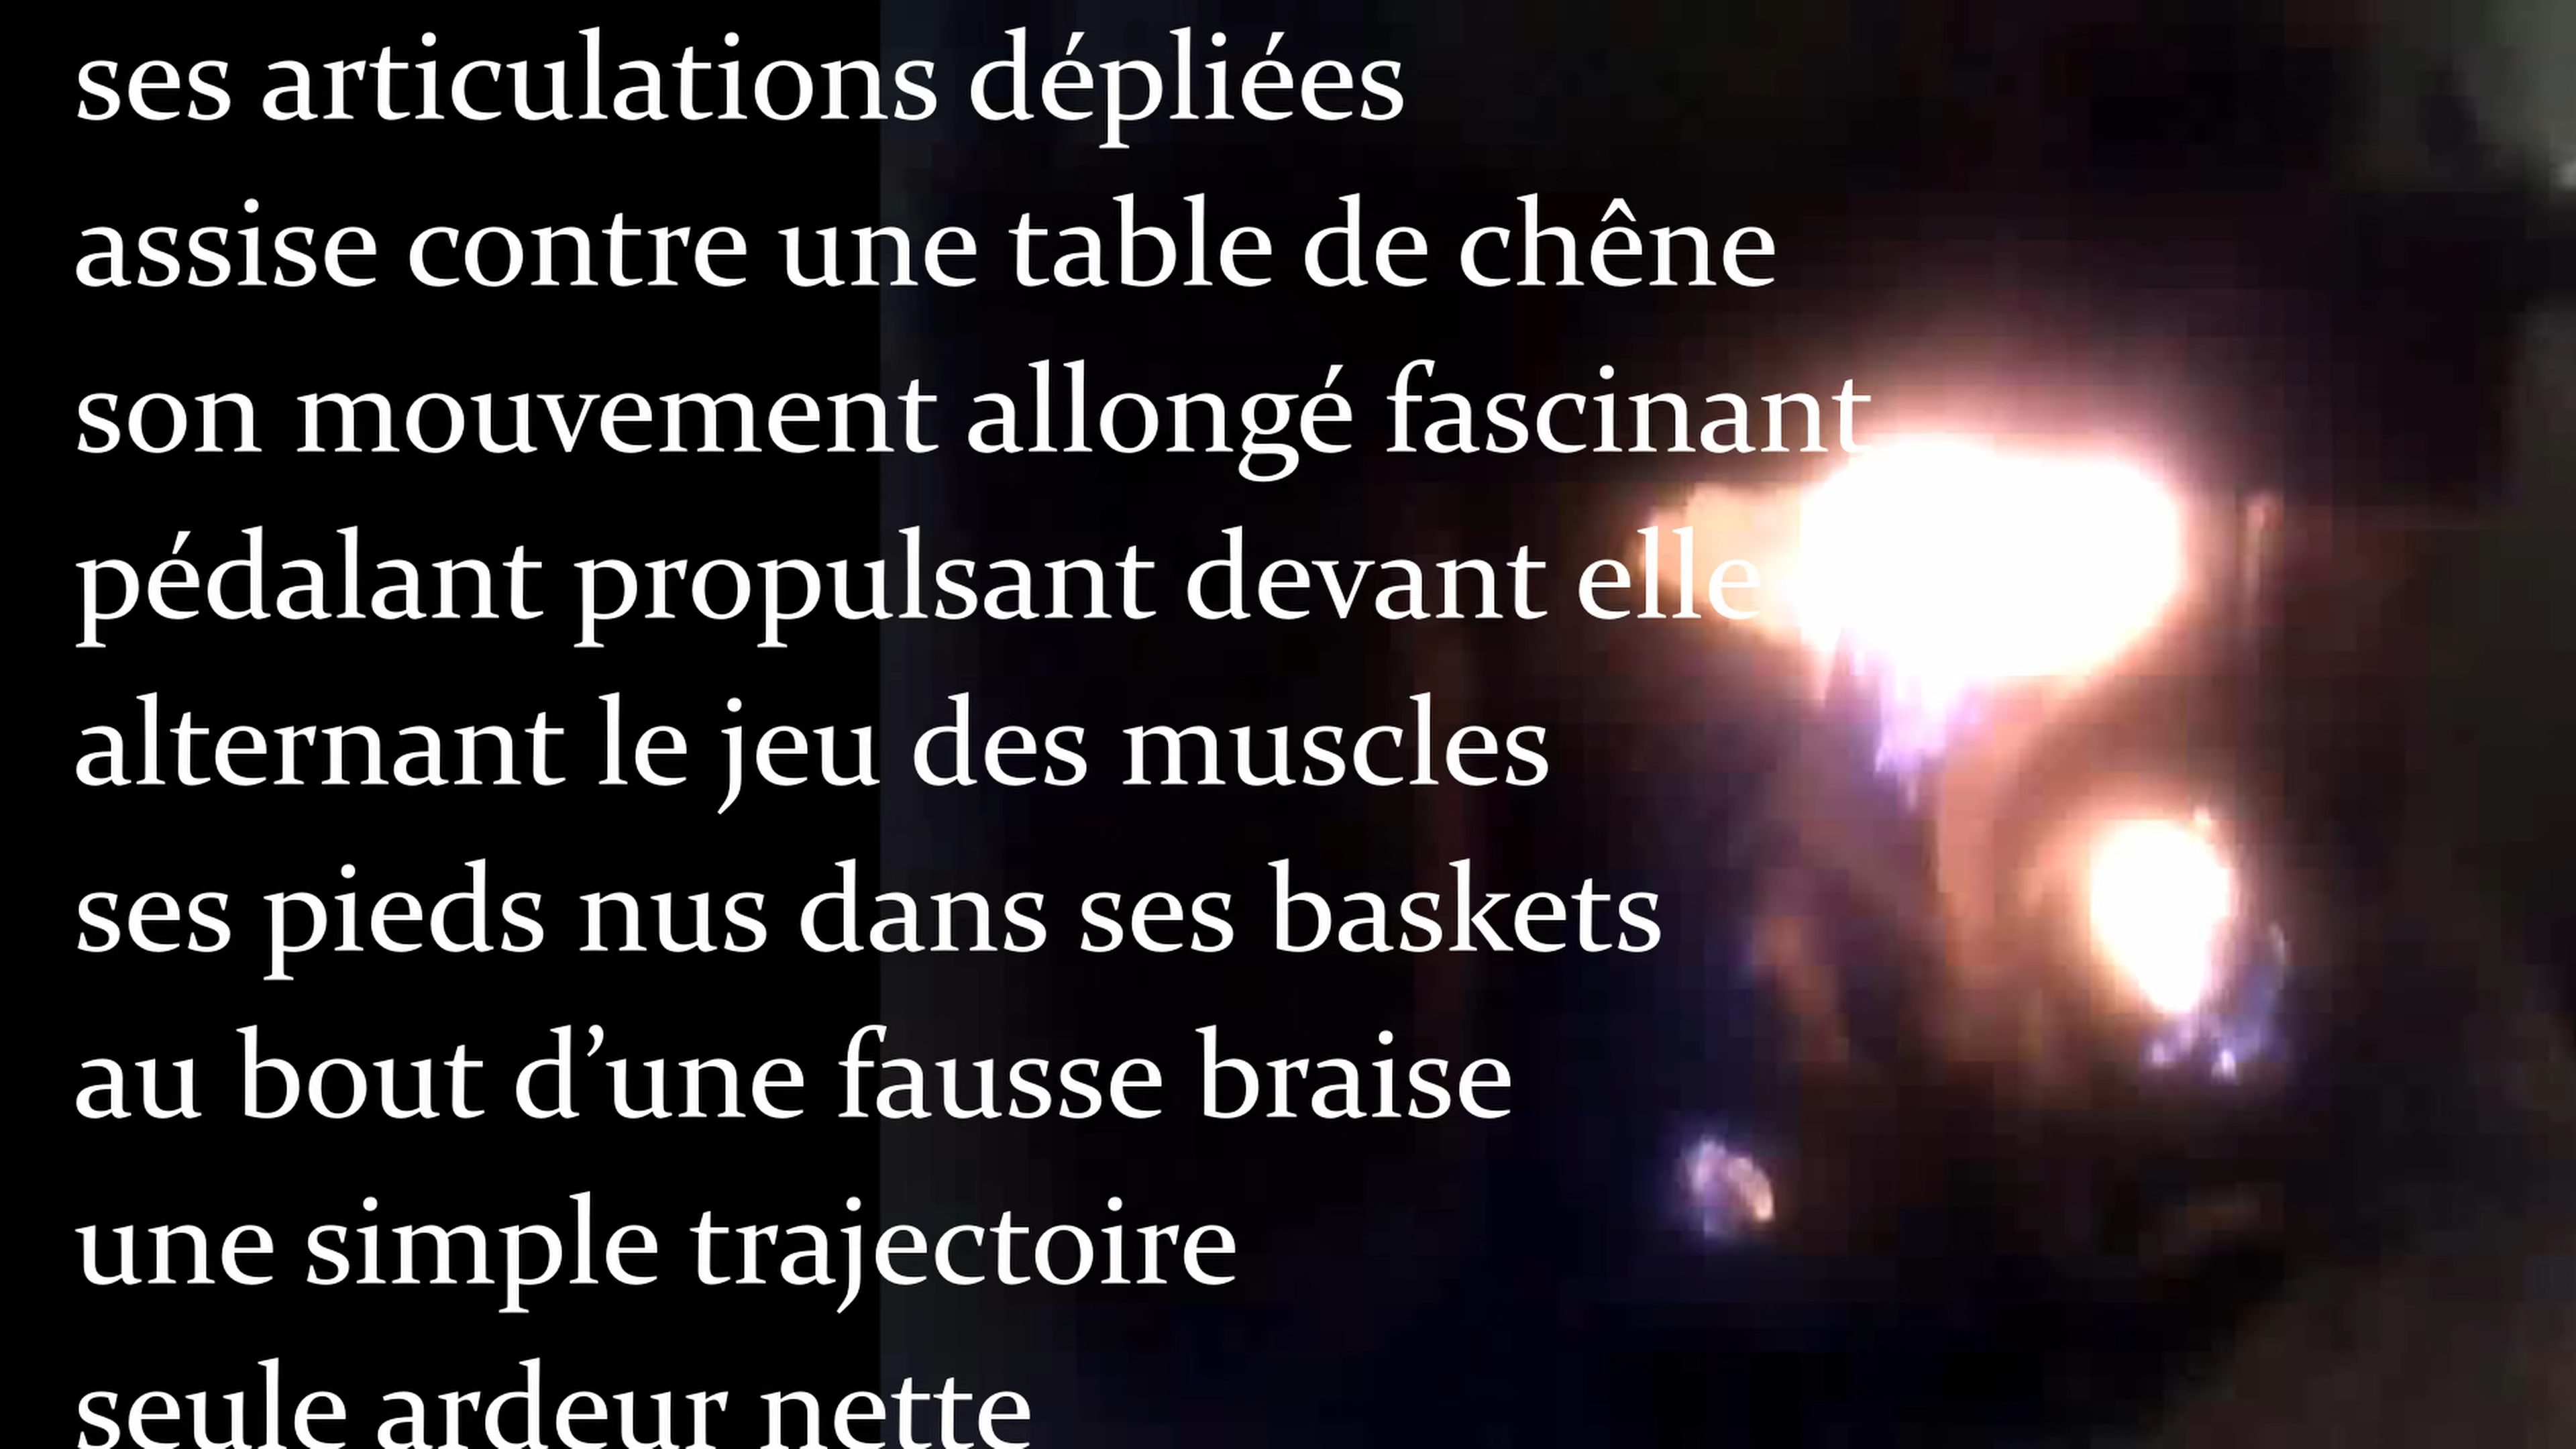 ses articulations dépliées
assise contre une table de chêne
son mouvement allongé fascinant
pédalant propulsant devant elle
alternant le jeu des muscles
ses pieds nus dans ses baskets
au bout d’une fausse braise
une simple trajectoire
seule ardeur nette